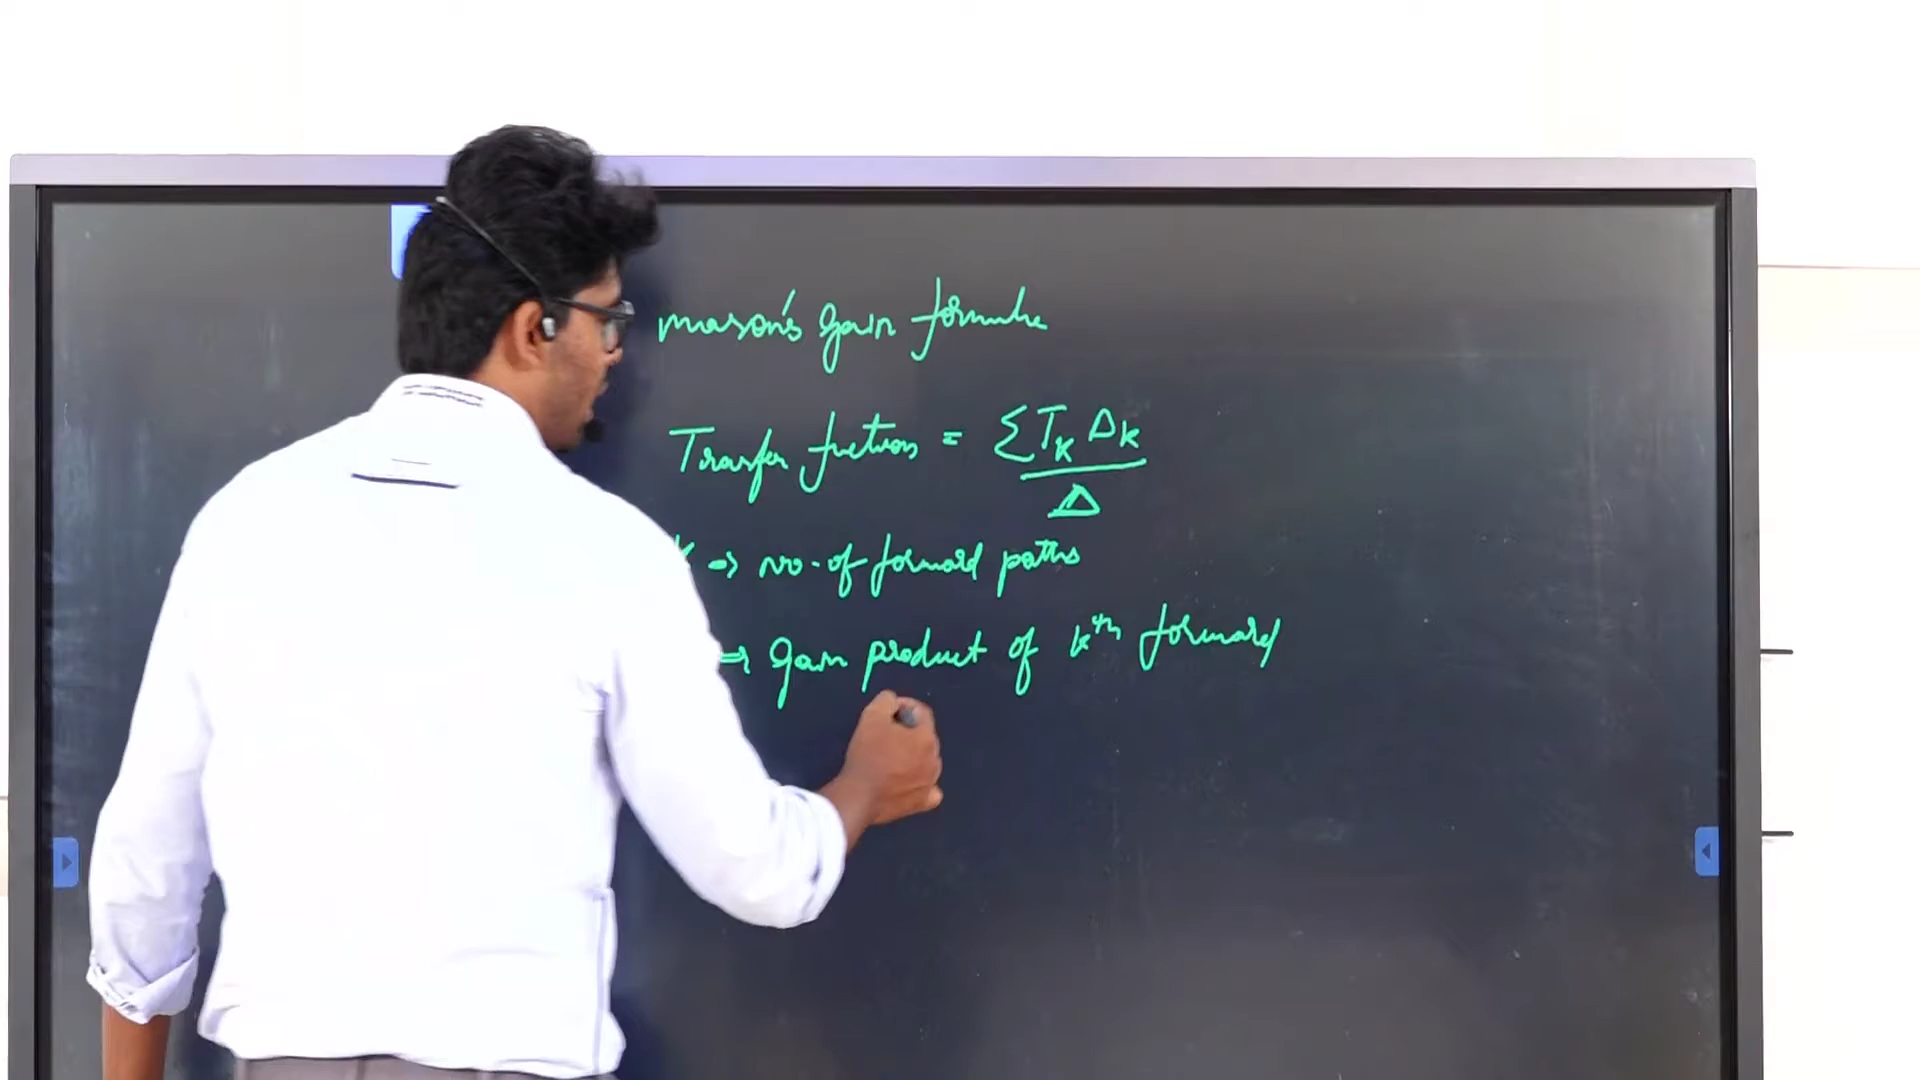 mason's gain formula
Transfer function = ΣTₖ Δₖ
Δ
K ⇒ no. of forward paths
⇒ gain product of kᵗʰ forward